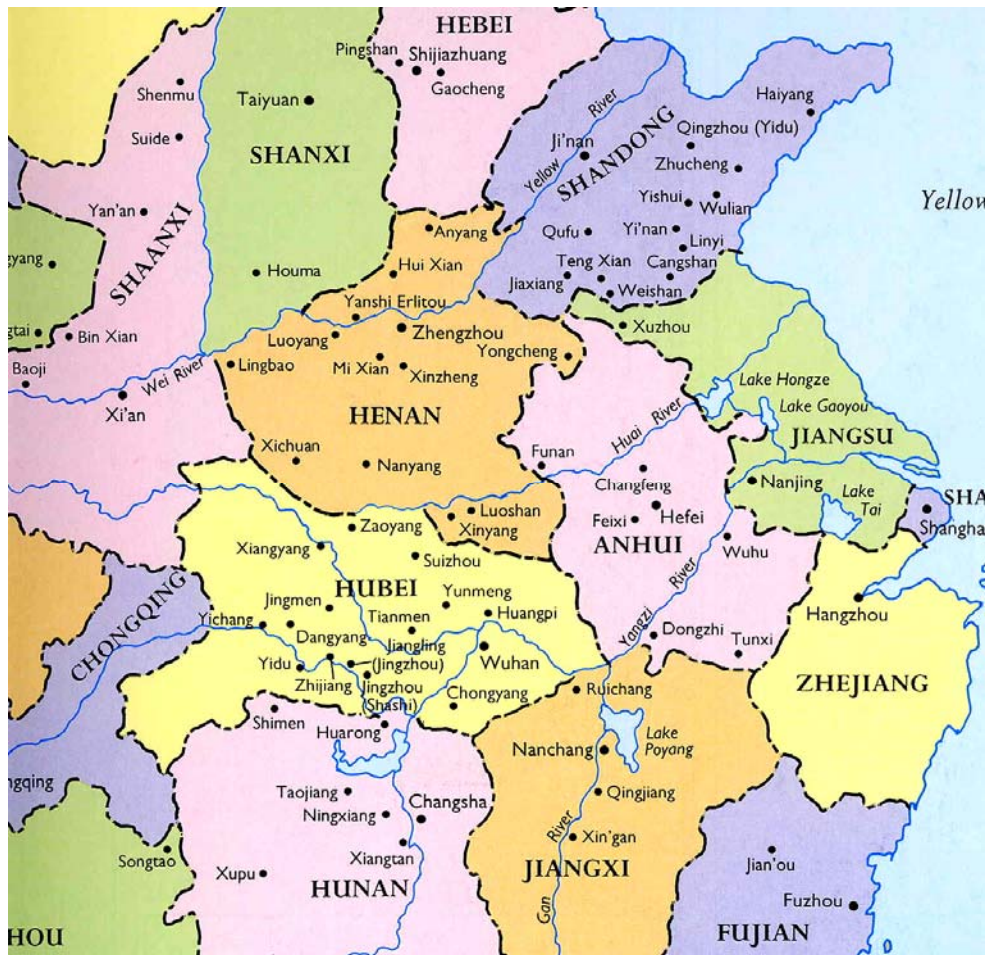 HEBEI
Pingshan
Shijiazhuang
Gaocheng
Shenmu
Taiyuan
Haiyang
Suide
SHANXI
Ji'nan
Yellow
River
SHANDONG
Qingzhou (Yidu)
Zhucheng
Yan'an
SHAANXI
Yishui
Wulian
Yellow
Anyang
Qufu
Yi'nan
Linyi
gyang
Houma
Hui Xian
Teng Xian
Cangshan
Jiaxiang
Weishan
Yanshi Erlitou
gtai
Bin Xian
Luoyang
Zhengzhou
Xuzhou
Baoji
Wei River
Lingbao
Mi Xian
Xinzheng
Yongcheng
Xi'an
HENAN
Lake Hongze
Lake Gaoyou
Huai River
JIANGSU
Xichuan
Nanyang
Funan
Changfeng
Nanjing
Lake
Tai
SHA
Shangha
Luoshan
Xinyang
Feixi
Hefei
ANHUI
Zaoyang
Xiangyang
Suizhou
Wuhu
CHONGQING
HUBEI
Yangzi
River
Hangzhou
Jingmen
Yunmeng
Yichang
Tianmen
Huangpi
Dangyang
Jiangling
(Jingzhou)
Dongzhi
Tunxi
Yidu
Zhijiang
Jingzhou
(Shashi)
Wuhan
ZHEJIANG
Chongyang
Ruichang
Shimen
Huarong
Nanchang
Lake
Poyang
ngqing
Taojiang
Ningxiang
Changsha
Qingjiang
Songtao
Xiangtan
Xin'gan
Gan
River
JIANGXI
Jian'ou
Xupu
HUNAN
Fuzhou
HOU
FUJIAN